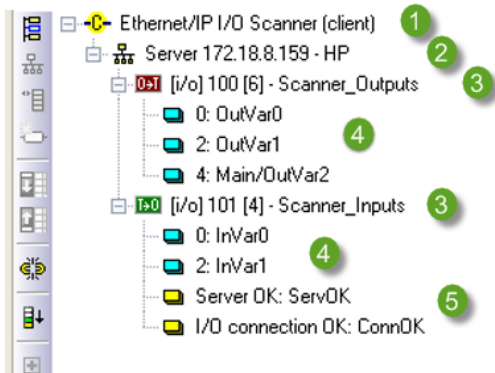 -C- Ethernet/IP I/O Scanner (client) 1
Server 172.18.8.159 - HP 2
O→T [i/o] 100 [6] - Scanner_Outputs 3
0: OutVar0
2: OutVar1 4
4: Main/OutVar2
T→O [i/o] 101 [4] - Scanner_Inputs 3
0: InVar0
2: InVar1 4
Server OK: ServOK 5
I/O connection OK: ConnOK